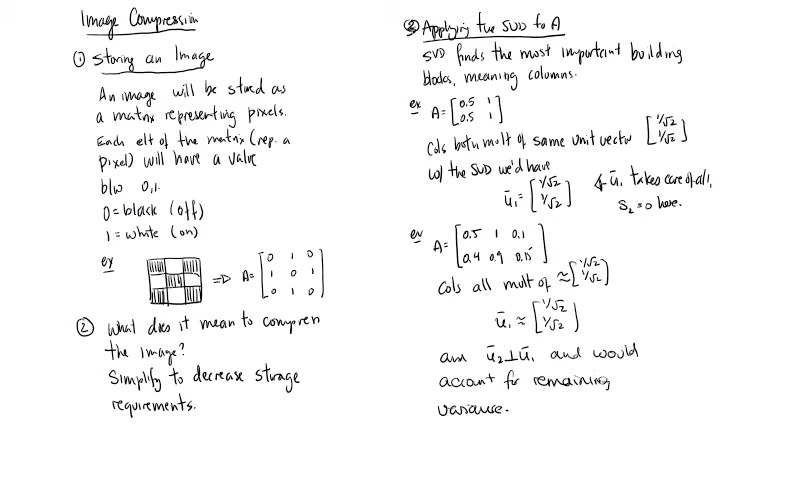 Image Compression
① Storing an Image
An image will be stored as
a matrix representing pixels.
Each elt of the matrix (rep. a
pixel) will have a value
b/w 0,1.
0 = black (off)
1 = white (on)
ex
⇒ A = [0 1 0
1 0 1
0 1 0]
② What does it mean to compress
the image?
Simplify to decrease storage
requirements.
③ Applying the SVD to A
SVD finds the most important building
blocks, meaning columns.
ex A = [0.5 1
0.5 1]
Cols both mult of same unit vector [1/√2
1/√2]
w/ the SVD we'd have
ū₁ = [1/√2
1/√2] & ū₁ takes care of all,
S₂ = 0 here.
ex A = [0.5 1 0.1
0.4 0.9 0.15]
Cols all mult of ≈ [1/√2
1/√2]
ū₁ ≈ [1/√2
1/√2]
and ū₂ ⊥ ū₁ and would
account for remaining
variance.